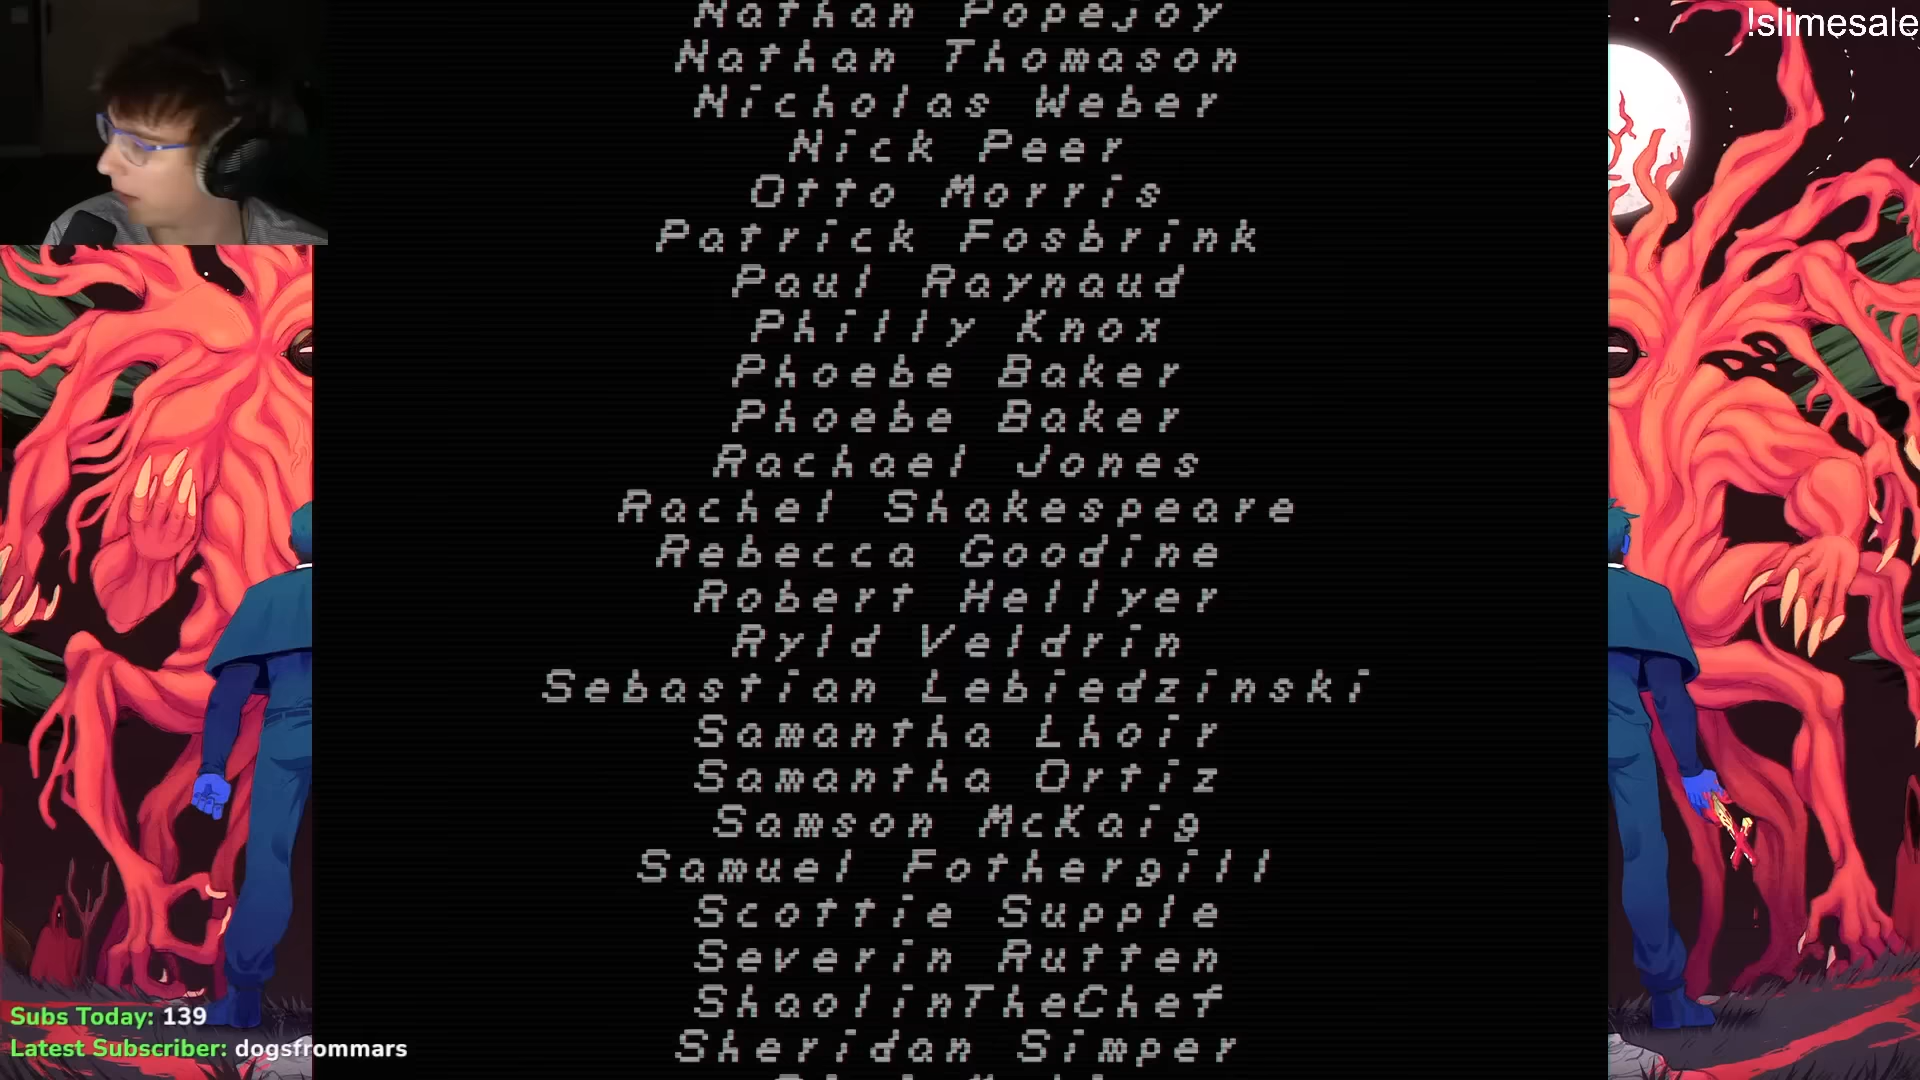 !slimesale
Nathan Popejoy
Nathan Thomason
Nicholas Weber
Nick Peer
Otto Morris
Patrick Fosbrink
Paul Raynaud
Philly Knox
Phoebe Baker
Phoebe Baker
Rachael Jones
Rachel Shakespeare
Rebecca Goodine
Robert Hellyer
Ryld Veldrin
Sebastian Lebiedzinski
Samantha Lhoir
Samantha Ortiz
Samson McKaig
Samuel Fothergill
Scottie Supple
Severin Rutten
ShaolinTheChef
Sheridan Simper
Subs Today: 139
Latest Subscriber: dogsfrommars